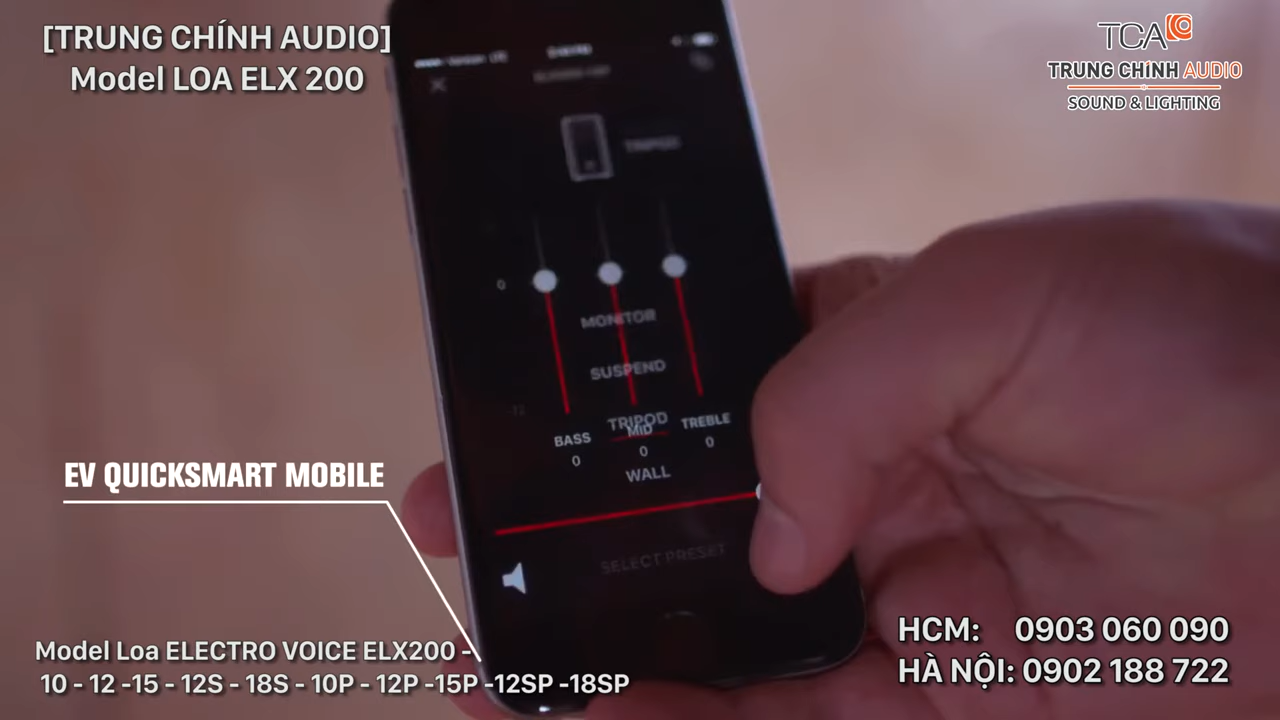 [TRUNG CHÍNH AUDIO]
Model LOA ELX 200
TCA
TRUNG CHÍNH AUDIO
SOUND & LIGHTING
TRIPOD
0
MONITOR
SUSPEND
-12
TRIPOD
BASS MID TREBLE
0 0 0
WALL
SELECT PRESET
EV QUICKSMART MOBILE
Model Loa ELECTRO VOICE ELX200 -
10 - 12 -15 - 12S - 18S - 10P - 12P -15P -12SP -18SP
HCM: 0903 060 090
HÀ NỘI: 0902 188 722